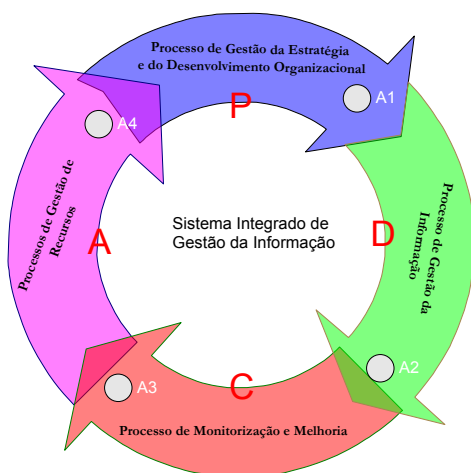 Processo de Gestão da Estratégia
e do Desenvolvimento Organizacional
P
A1
A4
Processos de Gestão de
Recursos
A
Sistema Integrado de
Gestão da Informação
D
Processo de Gestão da
Informação
A2
A3
C
Processo de Monitorização e Melhoria